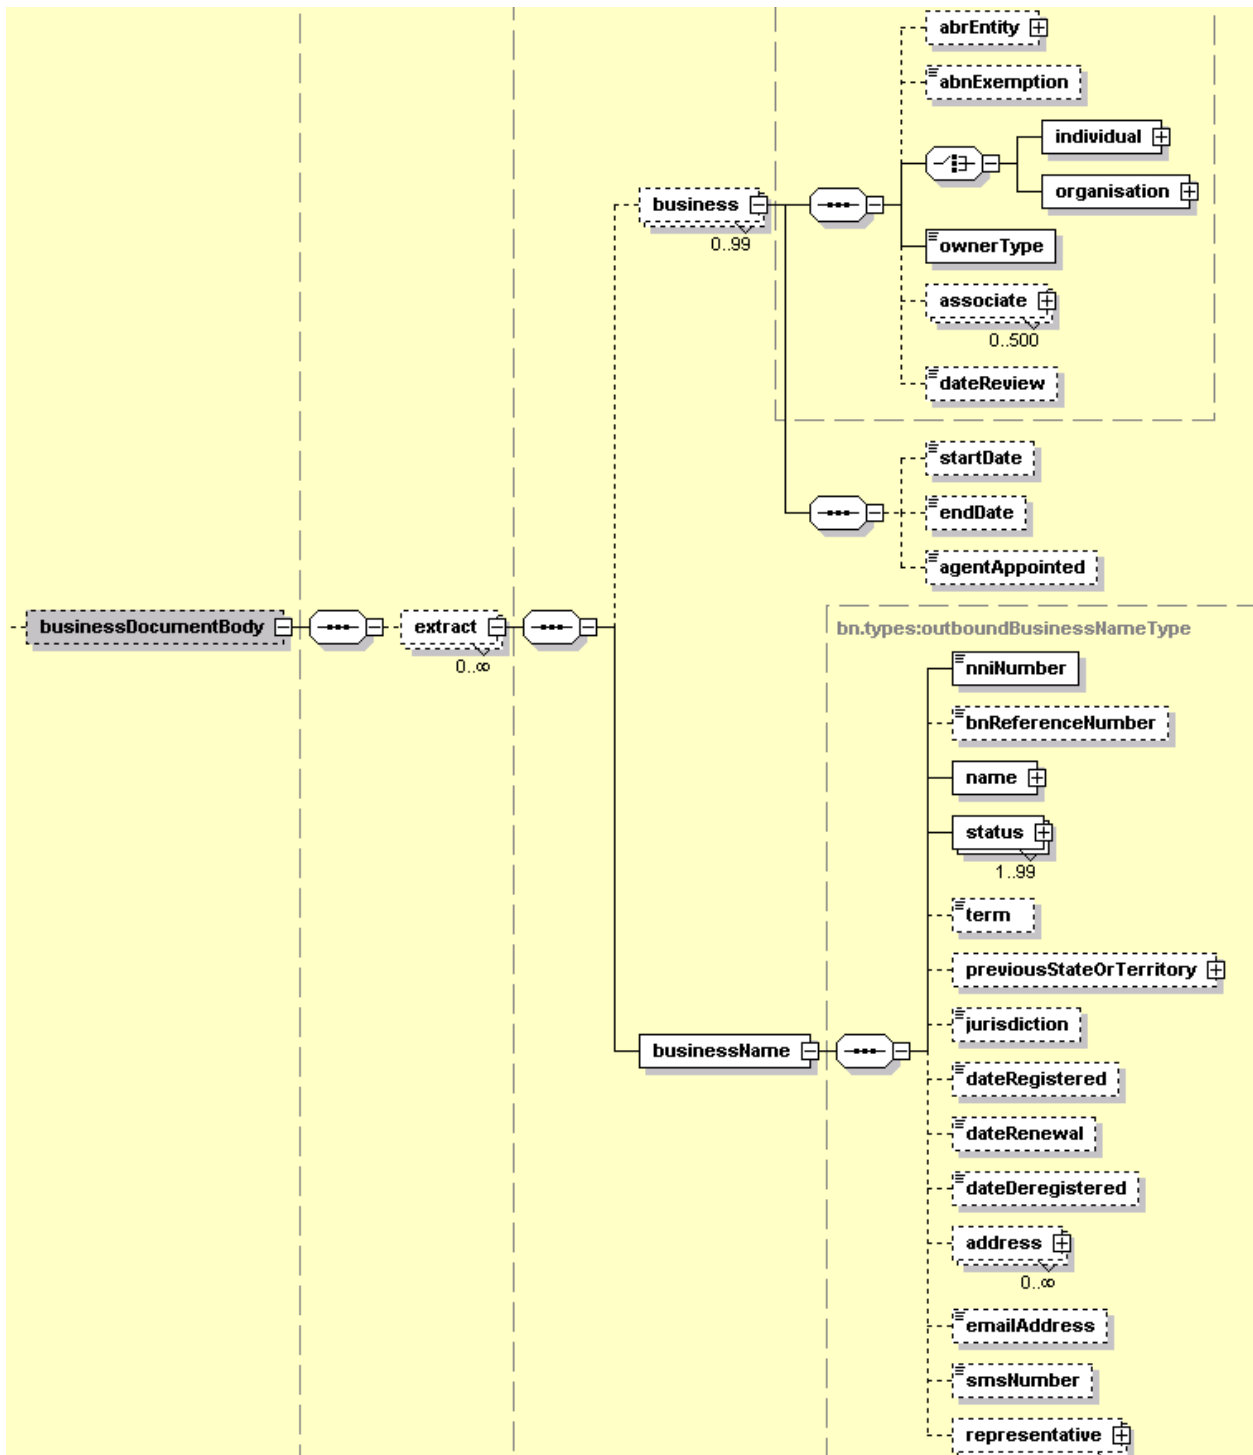 abrEntity
abnExemption
individual
organisation
business
0..99
ownerType
associate
0..500
dateReview
startDate
endDate
agentAppointed
businessDocumentBody
extract
0..∞
bn.types:outboundBusinessNameType
nniNumber
bnReferenceNumber
name
status
1..99
term
previousStateOrTerritory
jurisdiction
businessName
dateRegistered
dateRenewal
dateDeregistered
address
0..∞
emailAddress
smsNumber
representative